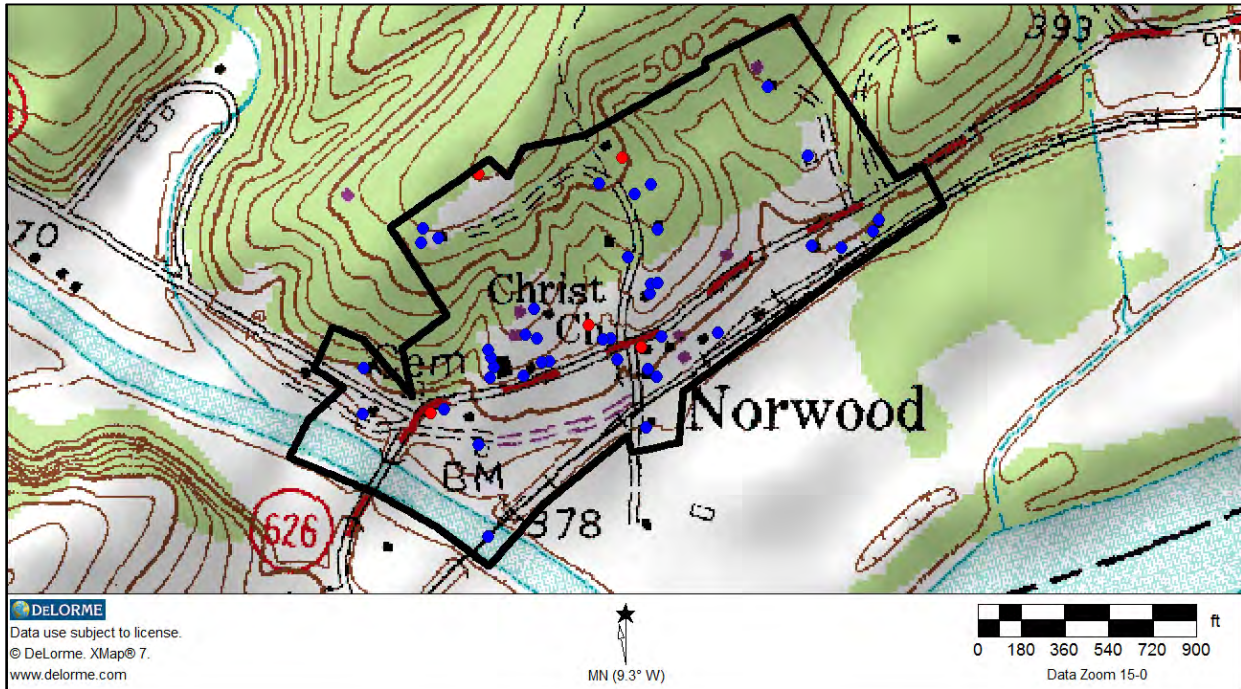 393
500
70
Christ
Ch
Cem
Norwood
BM
378
626
DELORME
Data use subject to license.
© DeLorme. XMap® 7.
www.delorme.com
MN (9.3° W)
ft
0 180 360 540 720 900
Data Zoom 15-0